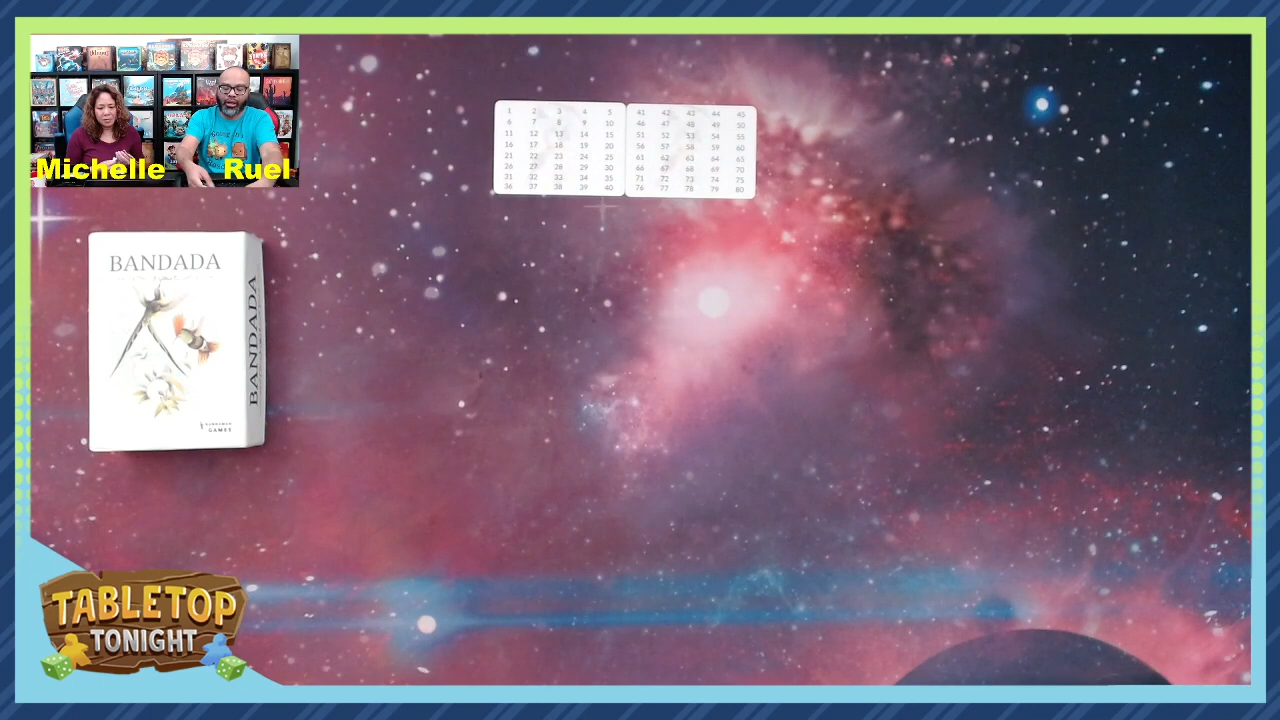 Michelle
Ruel
1 2 3 4 5
6 7 8 9 10
11 12 13 14 15
16 17 18 19 20
21 22 23 24 25
26 27 28 29 30
31 32 33 34 35
36 37 38 39 40
41 42 43 44 45
46 47 48 49 50
51 52 53 54 55
56 57 58 59 60
61 62 63 64 65
66 67 68 69 70
71 72 73 74 75
76 77 78 79 80
BANDADA
BANDADA
GAMES
TABLETOP
TONIGHT